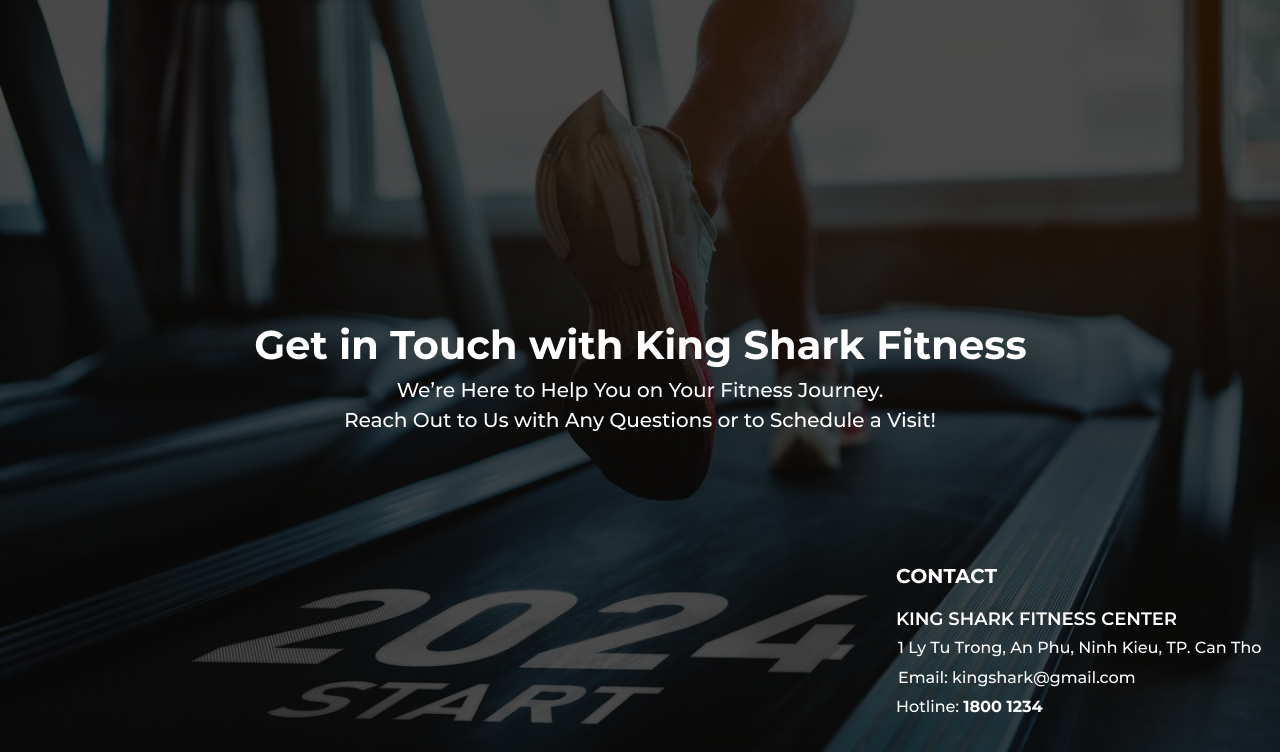 Get in Touch with King Shark Fitness
We’re Here to Help You on Your Fitness Journey.
Reach Out to Us with Any Questions or to Schedule a Visit!
2024
START
CONTACT
KING SHARK FITNESS CENTER
1 Ly Tu Trong, An Phu, Ninh Kieu, TP. Can Tho
Email: kingshark@gmail.com
Hotline: 1800 1234